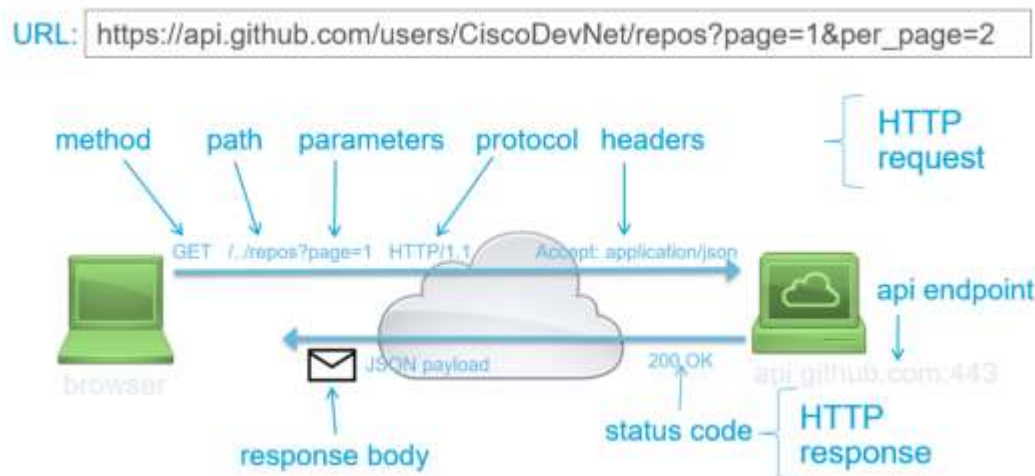 URL: https://api.github.com/users/CiscoDevNet/repos?page=1&per_page=2
method path parameters protocol headers
HTTP
request
GET /../repos?page=1 HTTP/1.1 Accept: application/json
api endpoint
JSON payload
200 OK
browser
api.github.com:443
status code
HTTP
response
response body